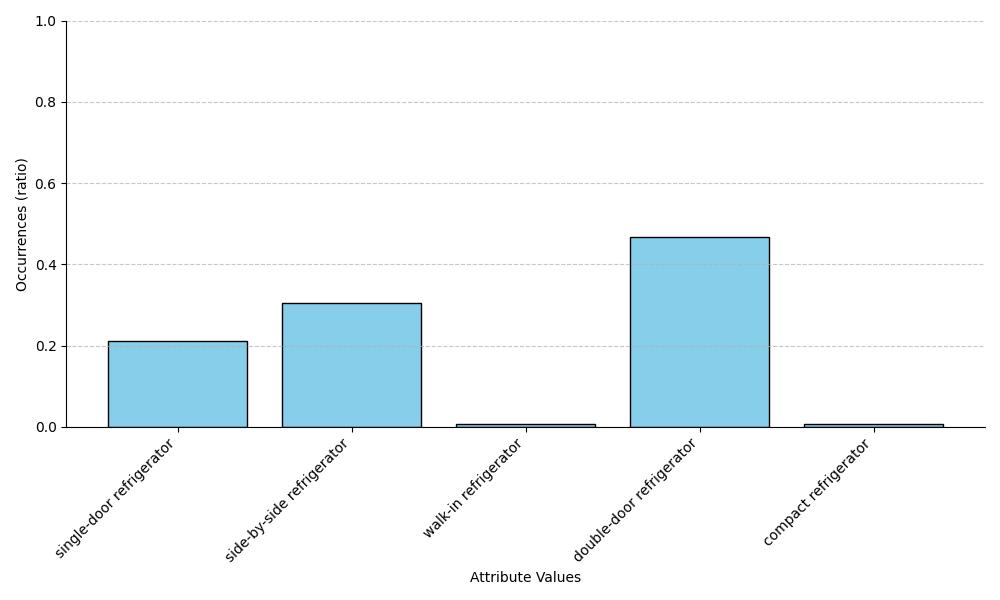 1.0
0.8
0.6
0.4
0.2
0.0
Occurrences (ratio)
single-door refrigerator
side-by-side refrigerator
walk-in refrigerator
double-door refrigerator
compact refrigerator
Attribute Values